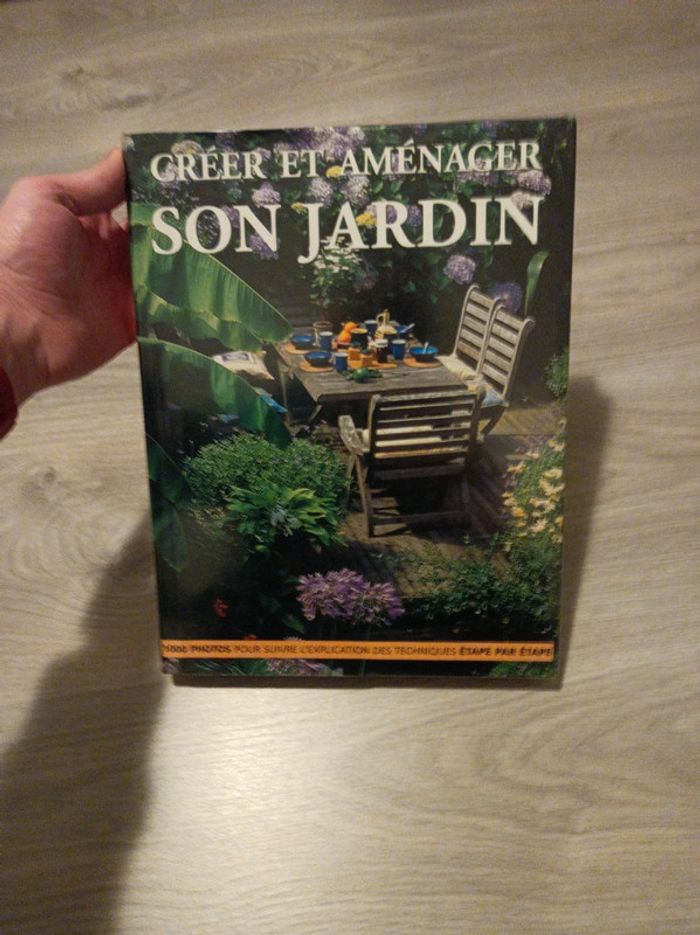 CRÉER ET AMÉNAGER
SON JARDIN
1000 PHOTOS POUR SUIVRE L'EXPLICATION DES TECHNIQUES ÉTAPE PAR ÉTAPE